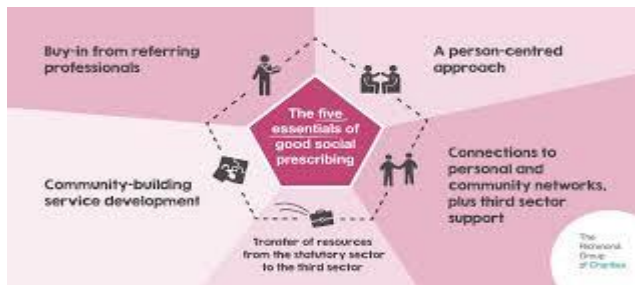 Buy-in from referring
professionals
A person-centred
approach
The five
essentials of
good social
prescribing
Community-building
service development
Connections to
personal and
community networks,
plus third sector
support
Transfer of resources
from the statutory sector
to the third sector
The
Richmond
Group
of Charities